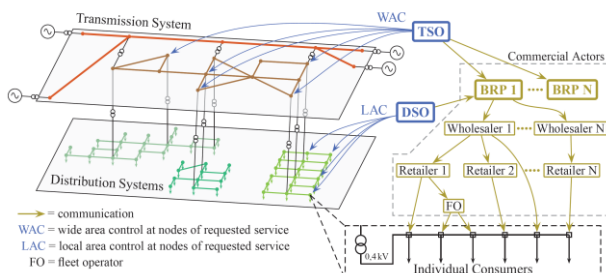 Transmission System
WAC
TSO
Commercial Actors
BRP 1
BRP N
LAC
DSO
Wholesaler 1
Wholesaler N
Retailer 1
Retailer 2
Retailer N
FO
Distribution Systems
= communication
WAC = wide area control at nodes of requested service
LAC = local area control at nodes of requested service
FO = fleet operator
0,4 kV
Individual Consumers